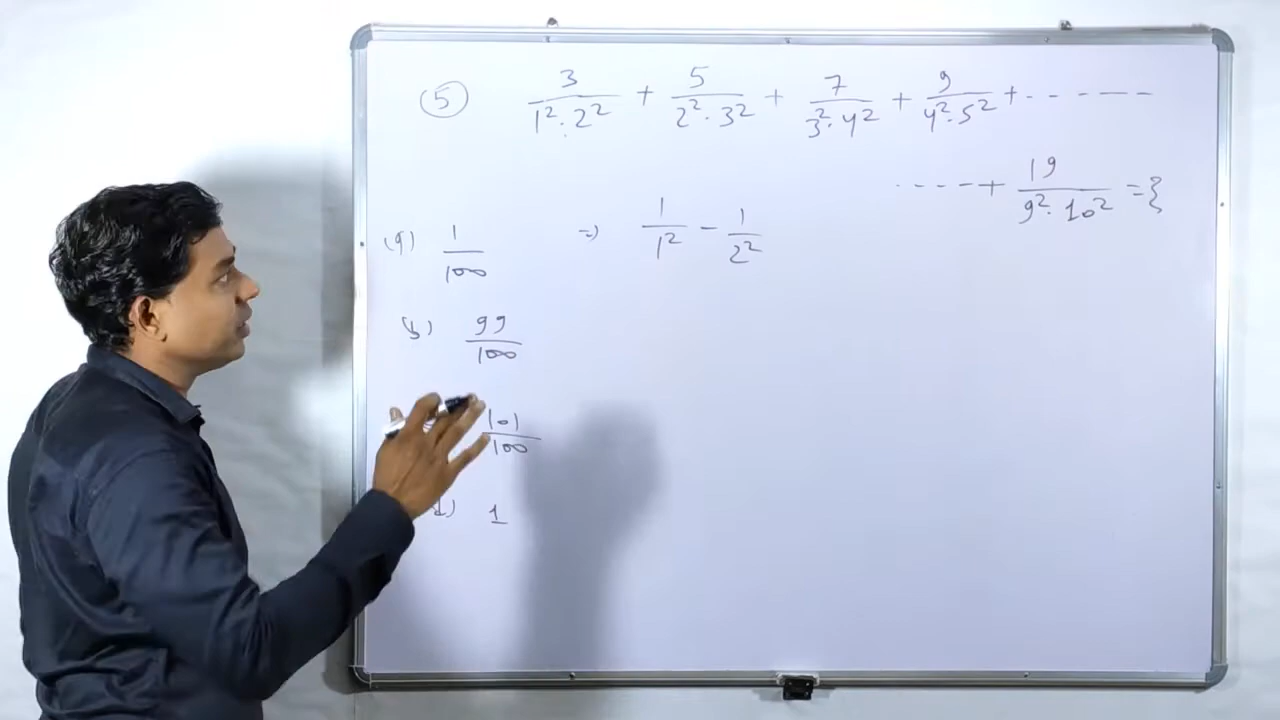 ⑤ 3/(1²·2²) + 5/(2²·3²) + 7/(3²·4²) + 9/(4²·5²) + - - - - - -
- - - - + 19/(9²·10²) = }
(a) 1/100 ⇒ 1/1² - 1/2²
(b) 99/100
101/100
(d) 1